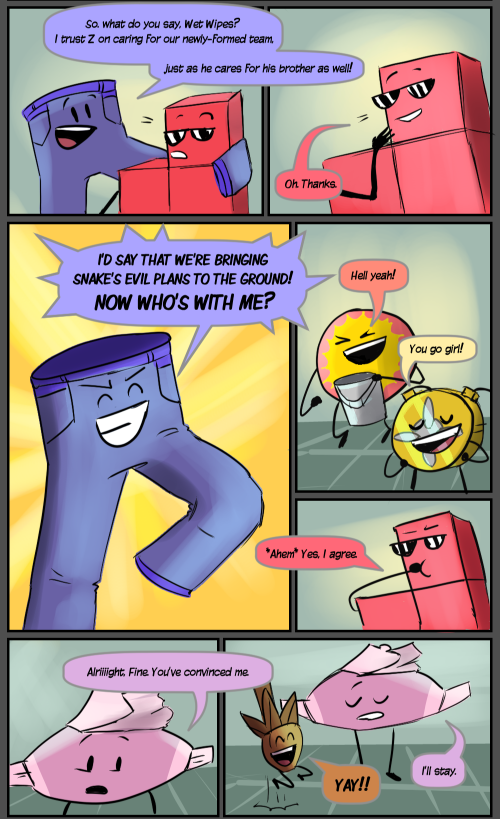 So, what do you say, Wet Wipes?
I trust Z on caring for our newly-formed team,
just as he cares for his brother as well!
Oh. Thanks.
I'D SAY THAT WE'RE BRINGING
SNAKE'S EVIL PLANS TO THE GROUND!
NOW WHO'S WITH ME?
Hell yeah!
You go girl!
*Ahem* Yes, I agree.
Alriiiight, Fine. You've convinced me.
YAY!!
I'll stay.